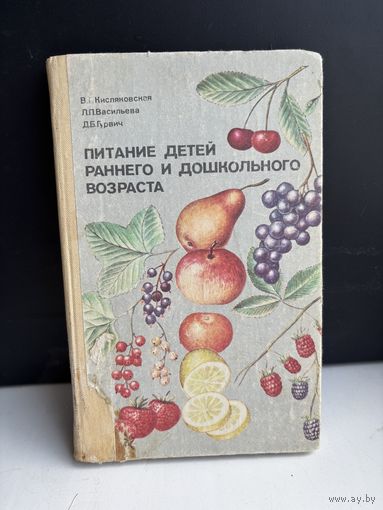 В.Г.Кисляковская
Л.П.Васильева
Д.Б.Гурвич
ПИТАНИЕ ДЕТЕЙ
РАННЕГО И ДОШКОЛЬНОГО
ВОЗРАСТА
www.ay.by